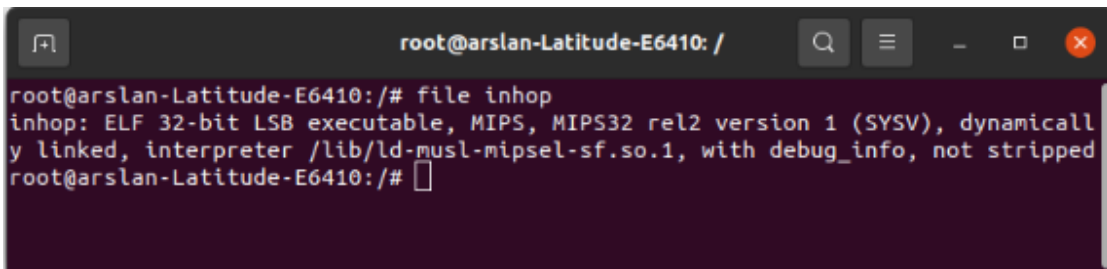 root@arslan-Latitude-E6410: /
root@arslan-Latitude-E6410:/# file inhop
inhop: ELF 32-bit LSB executable, MIPS, MIPS32 rel2 version 1 (SYSV), dynamicall
y linked, interpreter /lib/ld-musl-mipsel-sf.so.1, with debug_info, not stripped
root@arslan-Latitude-E6410:/#